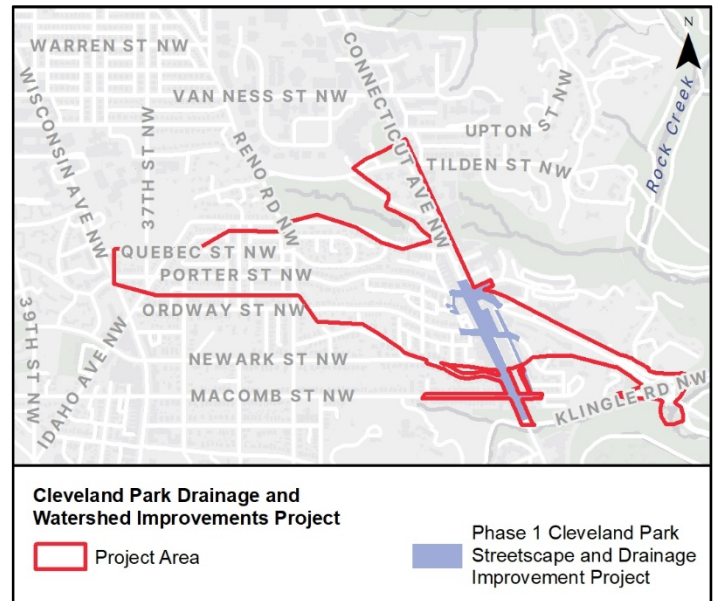 N
WARREN ST NW
CONNECTICUT AVE NW
WISCONSIN AVE NW
VAN NESS ST NW
37TH ST NW
RENO RD NW
UPTON ST NW
TILDEN ST NW
Rock Creek
QUEBEC ST NW
PORTER ST NW
ORDWAY ST NW
39TH ST NW
IDAHO AVE NW
NEWARK ST NW
MACOMB ST NW
KLINGLE RD NW
Cleveland Park Drainage and
Watershed Improvements Project
Project Area
Phase 1 Cleveland Park
Streetscape and Drainage
Improvement Project